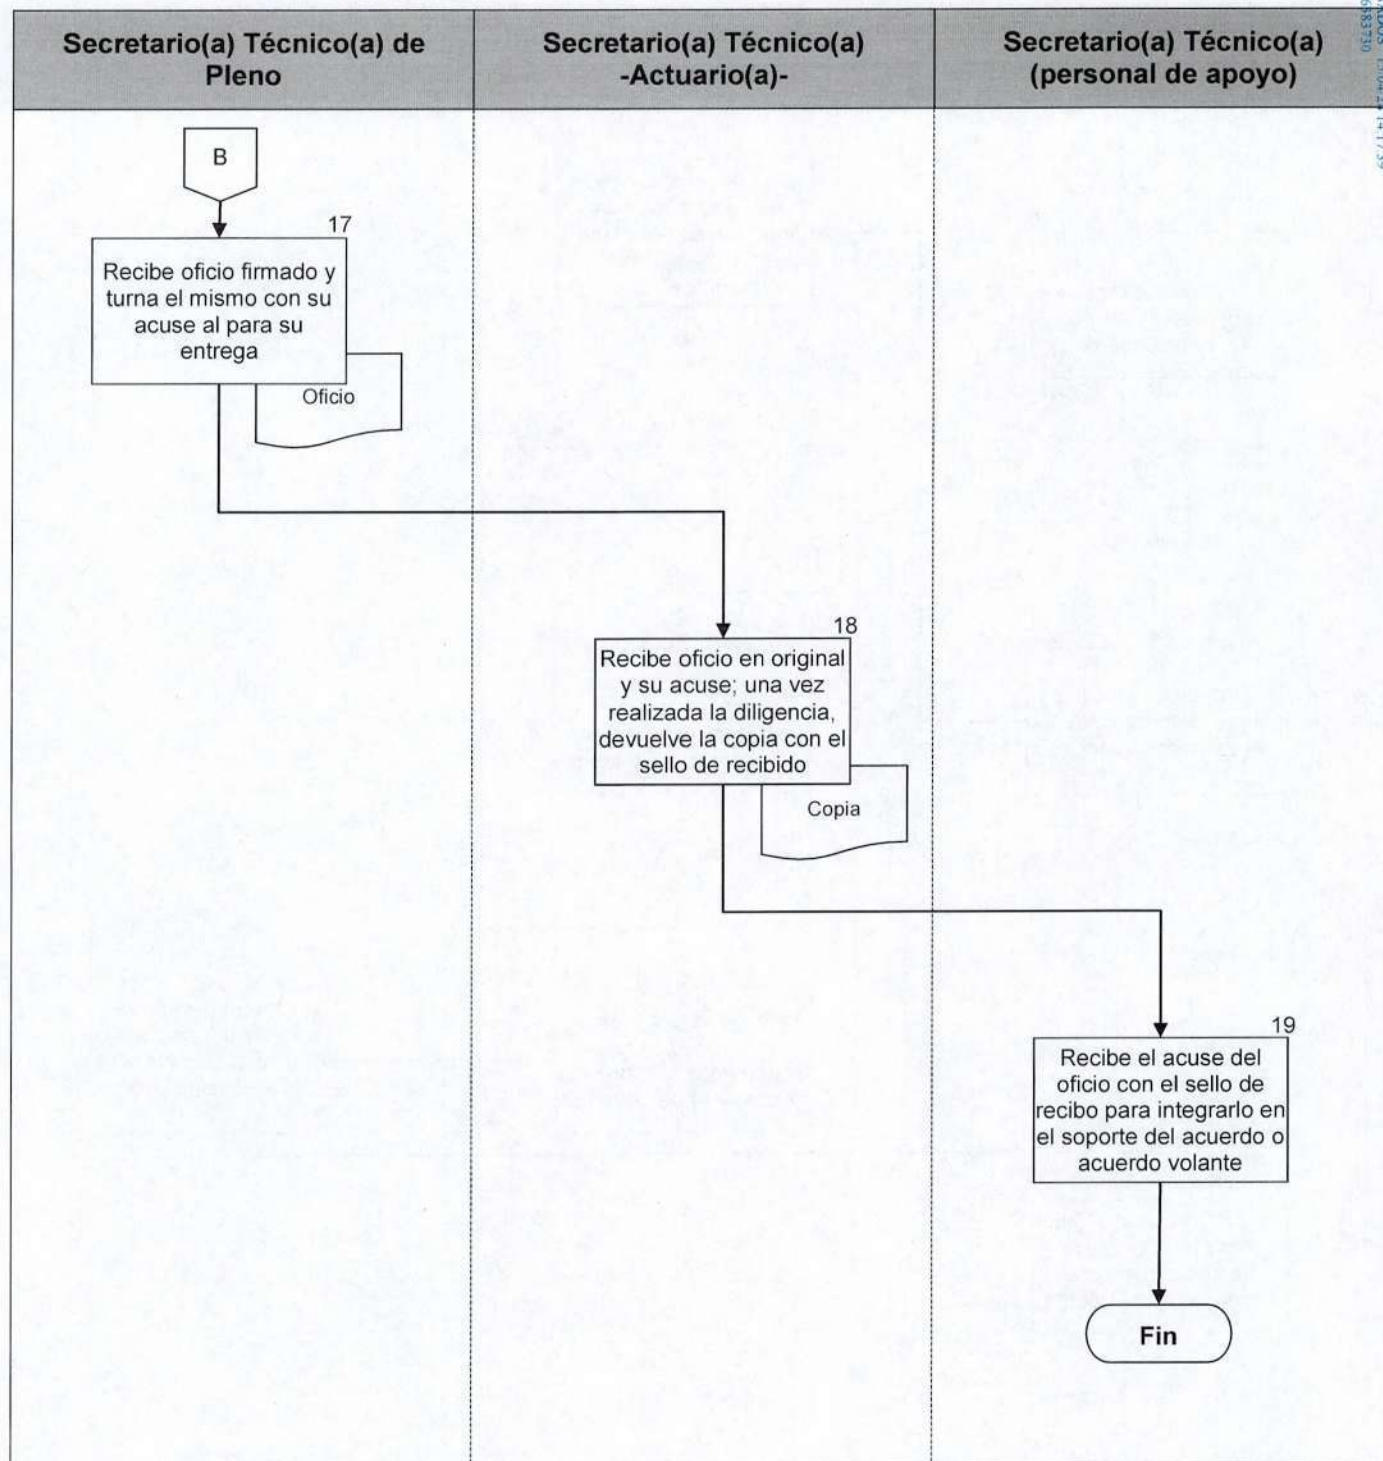 Secretario(a) Técnico(a) de
Pleno
Secretario(a) Técnico(a)
-Actuario(a)-
Secretario(a) Técnico(a)
(personal de apoyo)
B
17
Recibe oficio firmado y
turna el mismo con su
acuse al para su
entrega
Oficio
18
Recibe oficio en original
y su acuse; una vez
realizada la diligencia,
devuelve la copia con el
sello de recibido
Copia
19
Recibe el acuse del
oficio con el sello de
recibo para integrarlo en
el soporte del acuerdo o
acuerdo volante
Fin